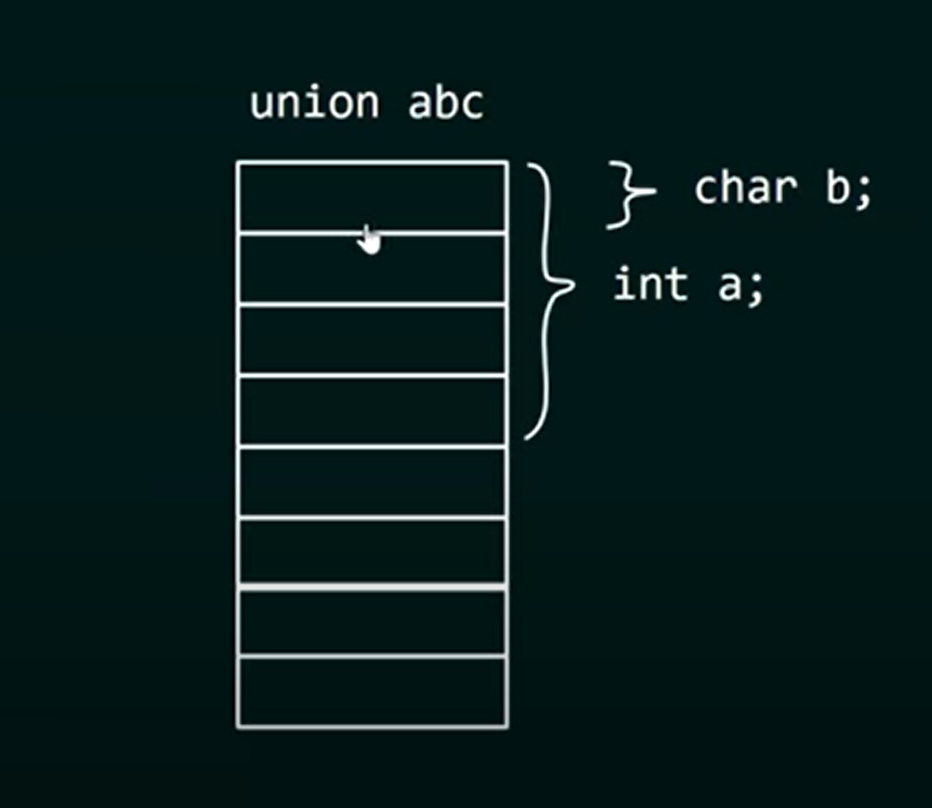 union abc
char b;
int a;